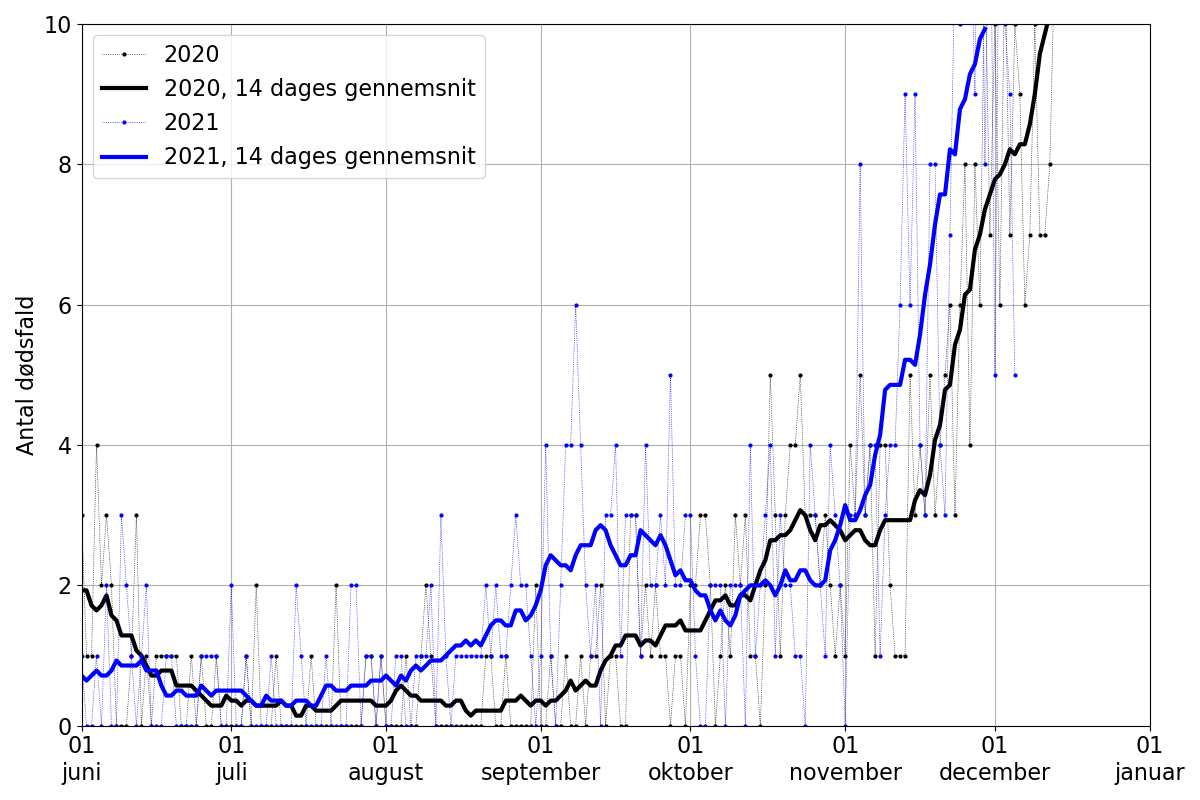 10
8
6
4
2
0
Antal dødsfald
2020
2020, 14 dages gennemsnit
2021
2021, 14 dages gennemsnit
01 01 01 01 01 01 01 01
juni juli august september oktober november december januar